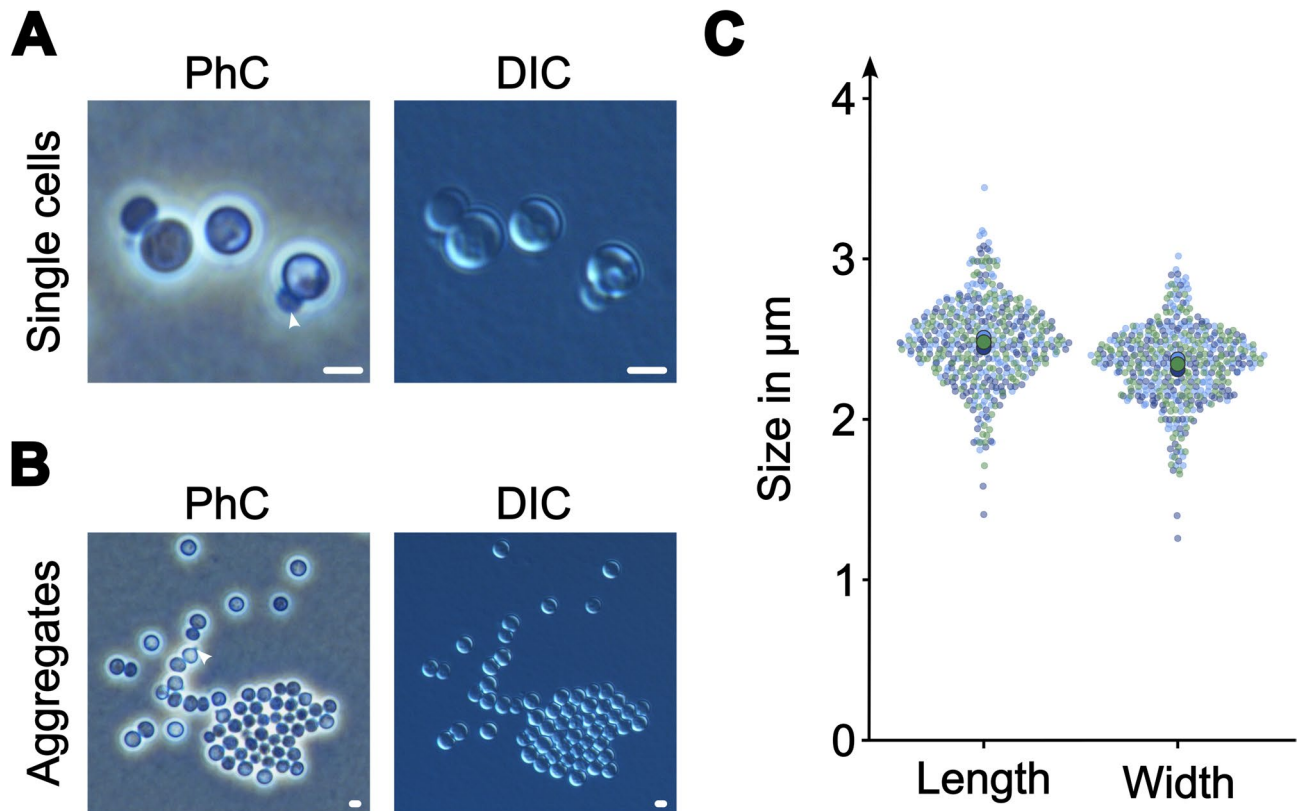 A
PhC
DIC
Single cells
B
PhC
DIC
Aggregates
C
Size in µm
4
3
2
1
0
Length
Width